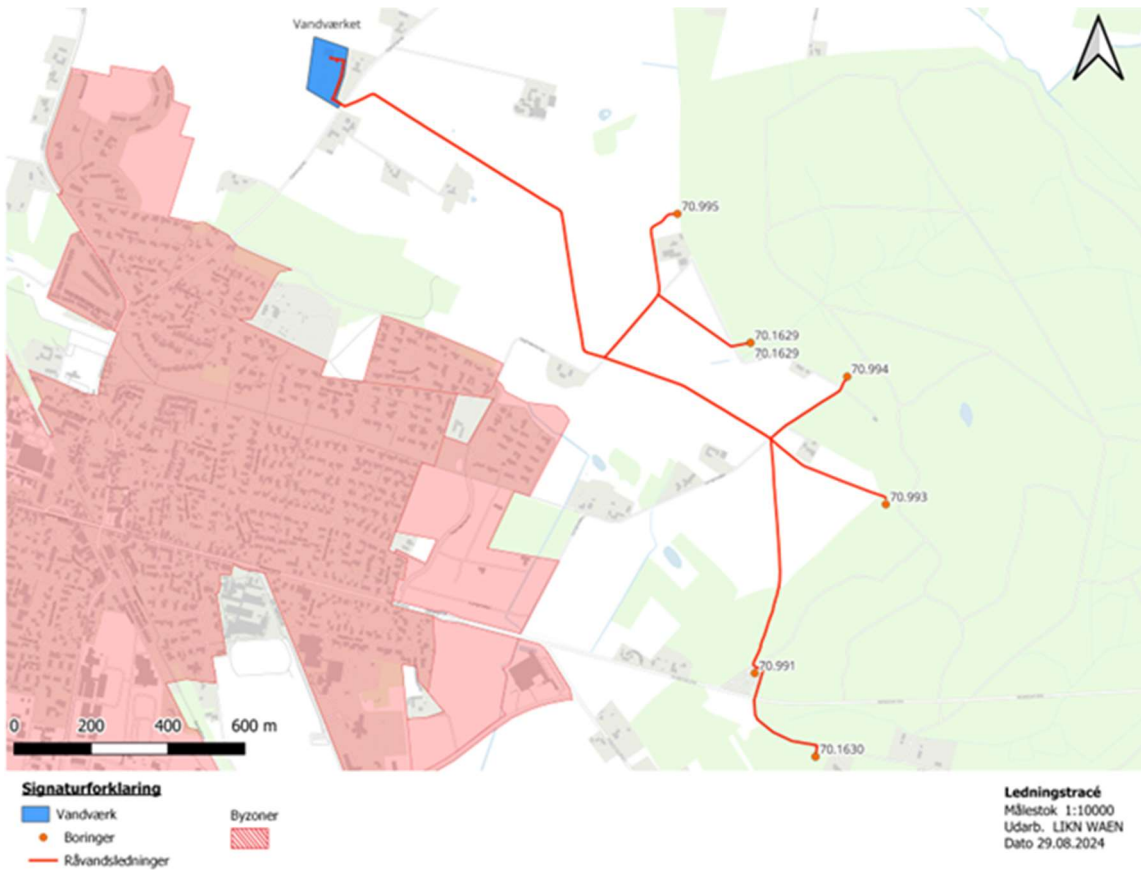 Vandværket
70.995
70.1629
70.1629
70.994
70.993
70.991
70.1630
0 200 400 600 m
Signaturforklaring
Vandværk
Byzoner
Boringer
Råvandsledninger
Ledningstracé
Målestok 1:10000
Udarb. LIKN WAEN
Dato 29.08.2024